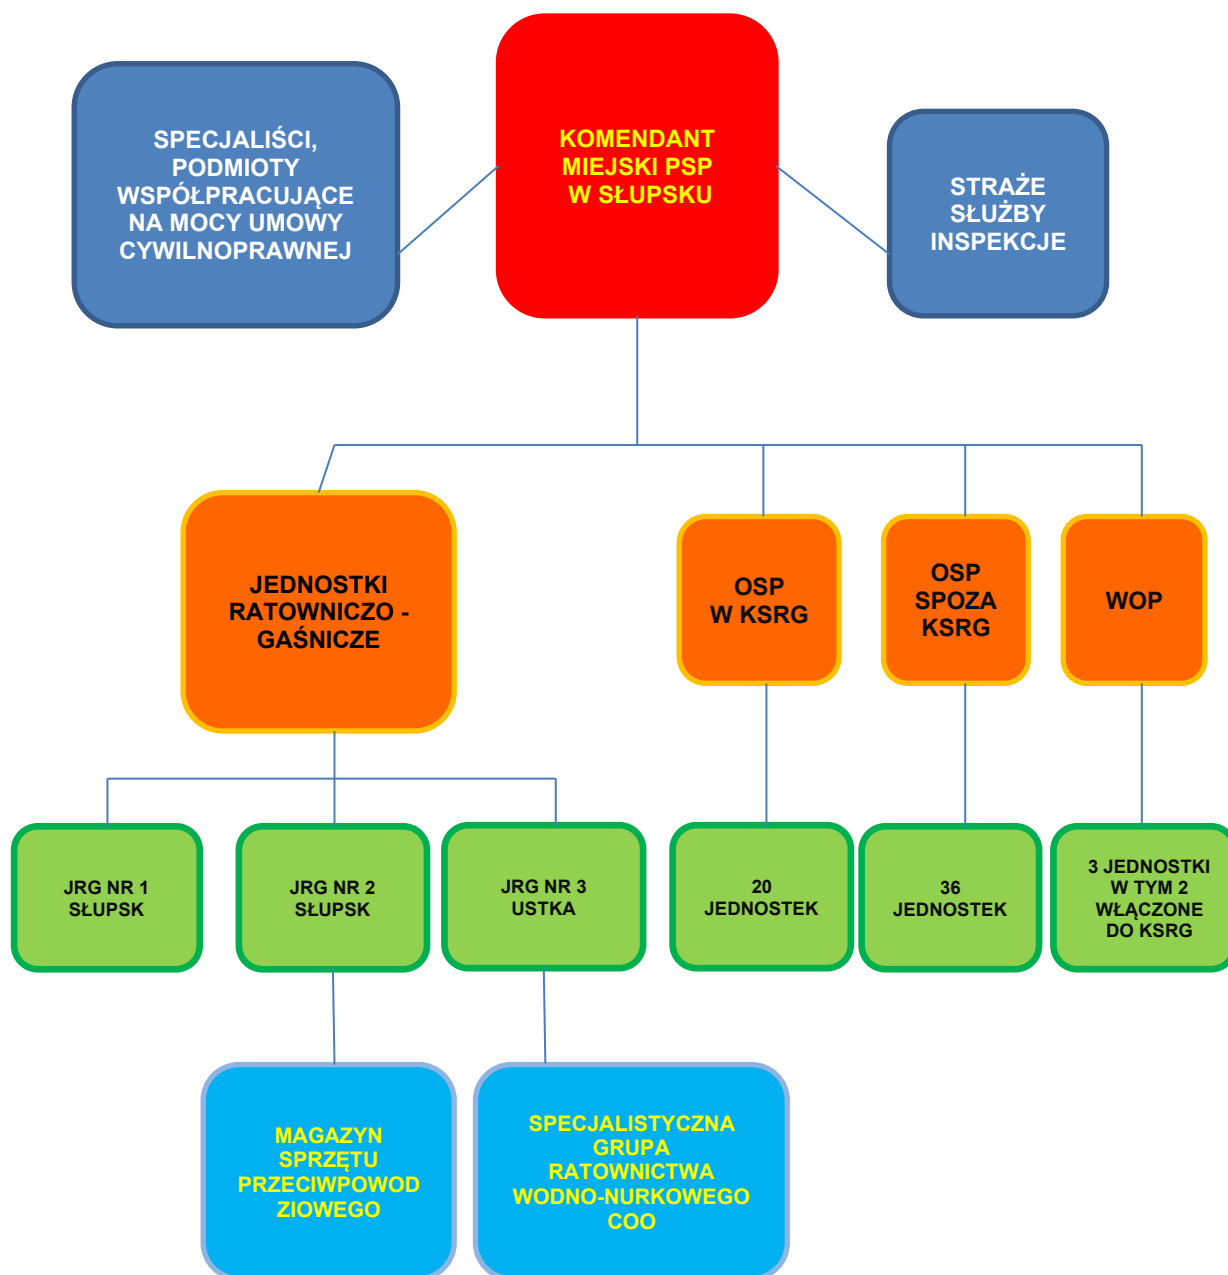 SPECJALIŚCI,
PODMIOTY
WSPÓŁPRACUJĄCE
NA MOCY UMOWY
CYWILNOPRAWNEJ
KOMENDANT
MIEJSKI PSP
W SŁUPSKU
STRAŻE
SŁUŻBY
INSPEKCJE
JEDNOSTKI
RATOWNICZO -
GAŚNICZE
OSP
W KSRG
OSP
SPOZA
KSRG
WOP
JRG NR 1
SŁUPSK
JRG NR 2
SŁUPSK
JRG NR 3
USTKA
20
JEDNOSTEK
36
JEDNOSTEK
3 JEDNOSTKI
W TYM 2
WŁĄCZONE
DO KSRG
MAGAZYN
SPRZĘTU
PRZECIWPOWOD
ZIOWEGO
SPECJALISTYCZNA
GRUPA
RATOWNICTWA
WODNO-NURKOWEGO
COO